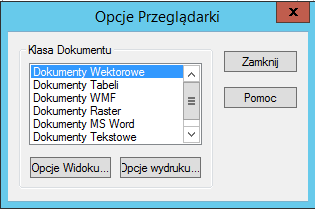 Opcje Przeglądarki
x
Klasa Dokumentu
Dokumenty Wektorowe
Dokumenty Tabeli
Dokumenty WMF
Dokumenty Raster
Dokumenty MS Word
Dokumenty Tekstowe
Opcje Widoku...
Opcje wydruku...
Zamknij
Pomoc